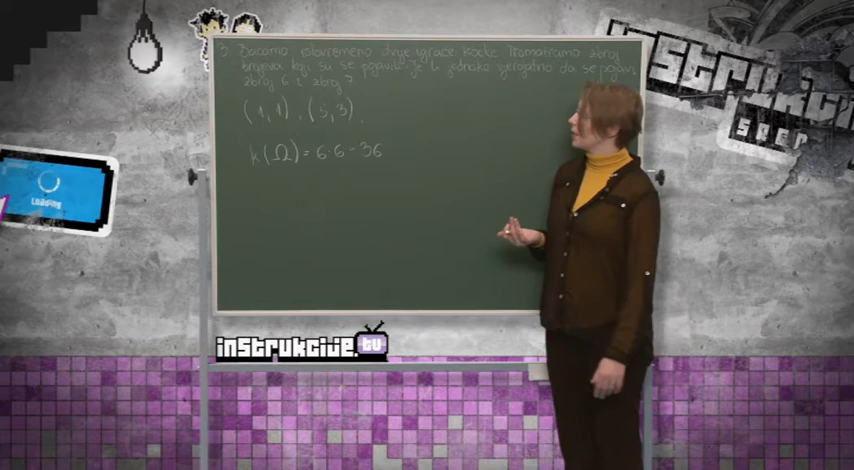 3. Bacamo istovremeno dvije igraće kocke. Promatramo zbroj
brojeva koji su se pojavili. Je li jednako vjerojatno da se pojavi
zbroj 6 i zbroj 7
(1,1), (5,3),
k(Ω) = 6·6 = 36
Loading
instrukcije.tv